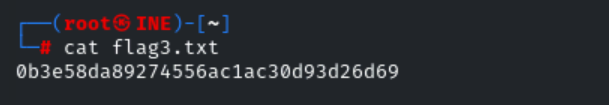 ┌──(root㉿INE)-[~]
└─# cat flag3.txt
0b3e58da89274556ac1ac30d93d26d69